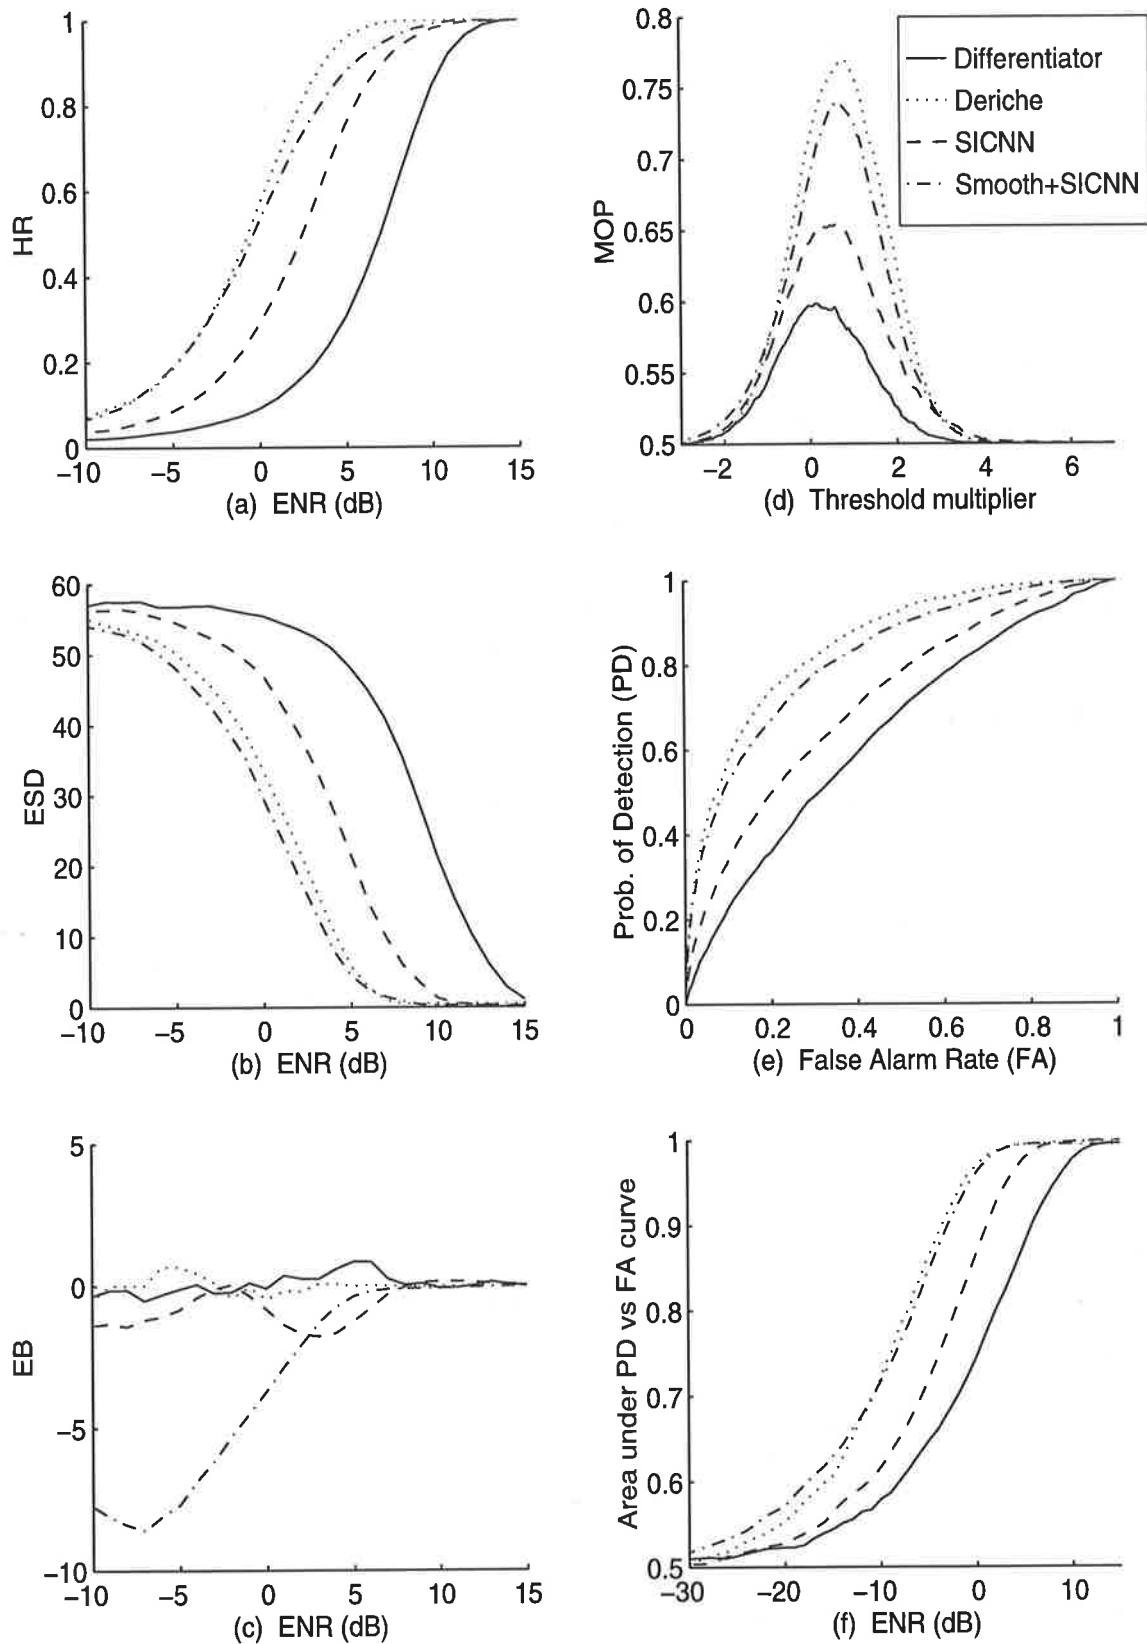 1
0.8
0.6
0.4
0.2
0
HR
−10 −5 0 5 10 15
(a) ENR (dB)
0.8
0.75
0.7
0.65
0.6
0.55
0.5
MOP
−2 0 2 4 6
(d) Threshold multiplier
Differentiator
Deriche
SICNN
Smooth+SICNN
60
50
40
30
20
10
0
ESD
−10 −5 0 5 10 15
(b) ENR (dB)
1
0.8
0.6
0.4
0.2
0
Prob. of Detection (PD)
0 0.2 0.4 0.6 0.8 1
(e) False Alarm Rate (FA)
5
0
−5
−10
EB
−10 −5 0 5 10 15
(c) ENR (dB)
1
0.9
0.8
0.7
0.6
0.5
Area under PD vs FA curve
−30 −20 −10 0 10
(f) ENR (dB)